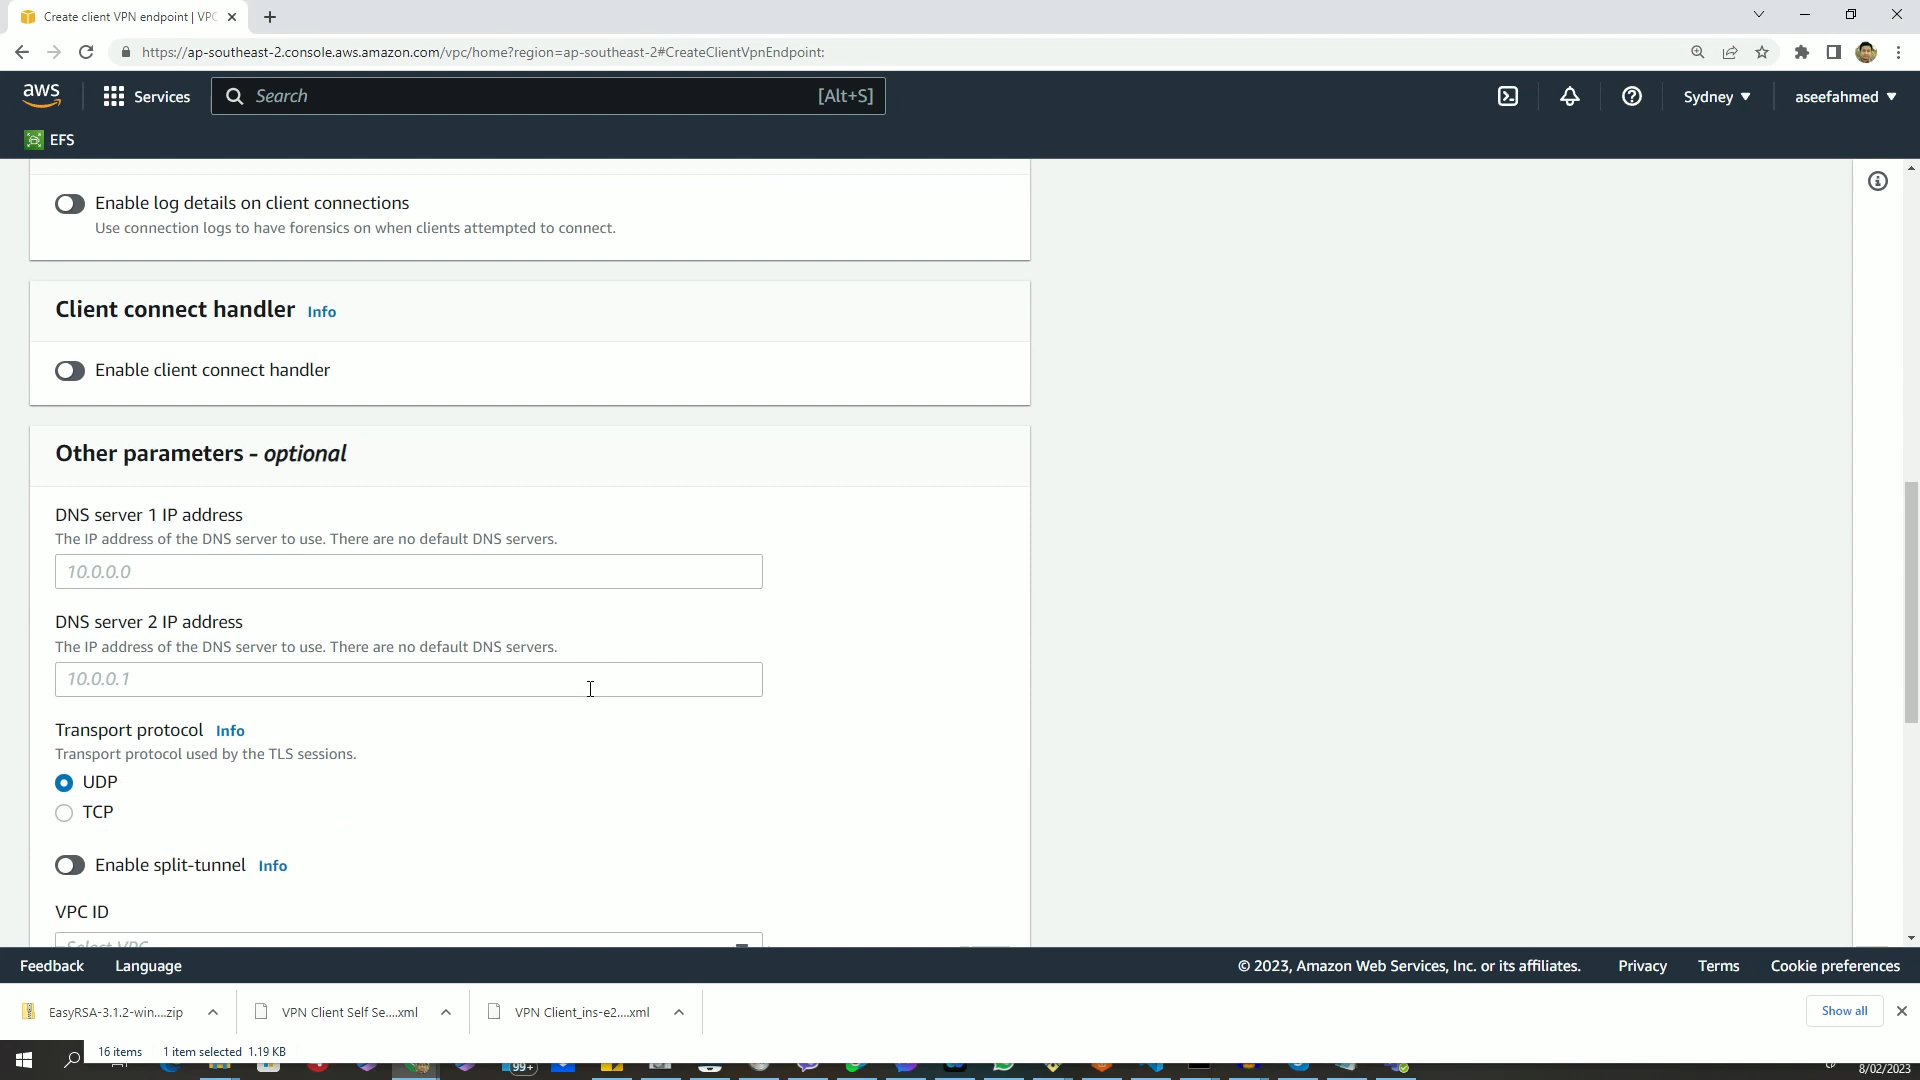 Create client VPN endpoint | VPC
https://ap-southeast-2.console.aws.amazon.com/vpc/home?region=ap-southeast-2#CreateClientVpnEndpoint:
aws
Services
Search
[Alt+S]
Sydney
aseefahmed
EFS
Enable log details on client connections
Use connection logs to have forensics on when clients attempted to connect.
Client connect handler Info
Enable client connect handler
Other parameters - optional
DNS server 1 IP address
The IP address of the DNS server to use. There are no default DNS servers.
10.0.0.0
DNS server 2 IP address
The IP address of the DNS server to use. There are no default DNS servers.
10.0.0.1
Transport protocol Info
Transport protocol used by the TLS sessions.
UDP
TCP
Enable split-tunnel Info
VPC ID
Select VPC
Feedback
Language
© 2023, Amazon Web Services, Inc. or its affiliates.
Privacy
Terms
Cookie preferences
EasyRSA-3.1.2-win....zip
VPN Client Self Se....xml
VPN Client_ins-e2....xml
Show all
16 items
1 item selected 1.19 KB
99+
8/02/2023